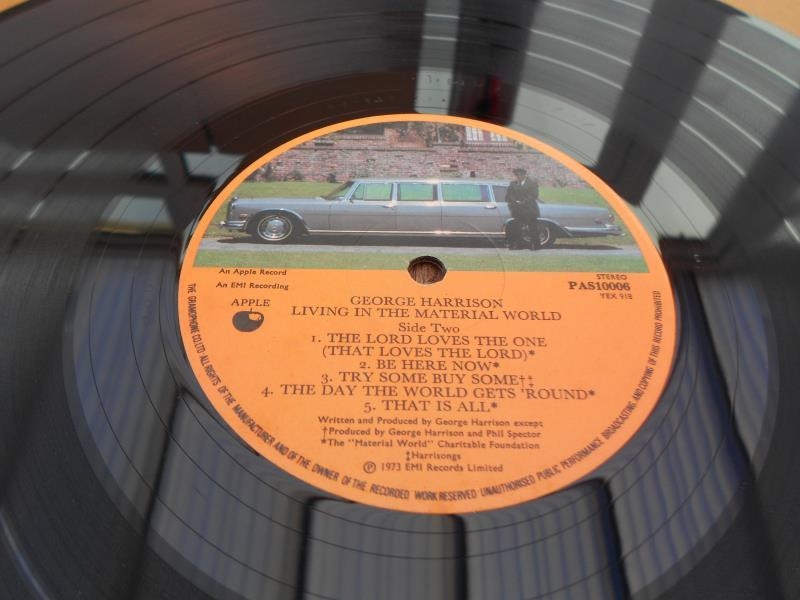 An Apple Record
An EMI Recording
APPLE
STEREO
PAS10006
YEX 918
GEORGE HARRISON
LIVING IN THE MATERIAL WORLD
Side Two
1. THE LORD LOVES THE ONE
(THAT LOVES THE LORD)*
2. BE HERE NOW*
3. TRY SOME BUY SOME†‡
4. THE DAY THE WORLD GETS 'ROUND*
5. THAT IS ALL*
Written and Produced by George Harrison except
†Produced by George Harrison and Phil Spector
*The "Material World" Charitable Foundation
‡Harrisongs
℗ 1973 EMI Records Limited
THE GRAMOPHONE CO. LTD. ALL RIGHTS OF THE MANUFACTURER AND OF THE OWNER OF THE RECORDED WORK RESERVED UNAUTHORISED PUBLIC PERFORMANCE BROADCASTING AND COPYING OF THIS RECORD PROHIBITED